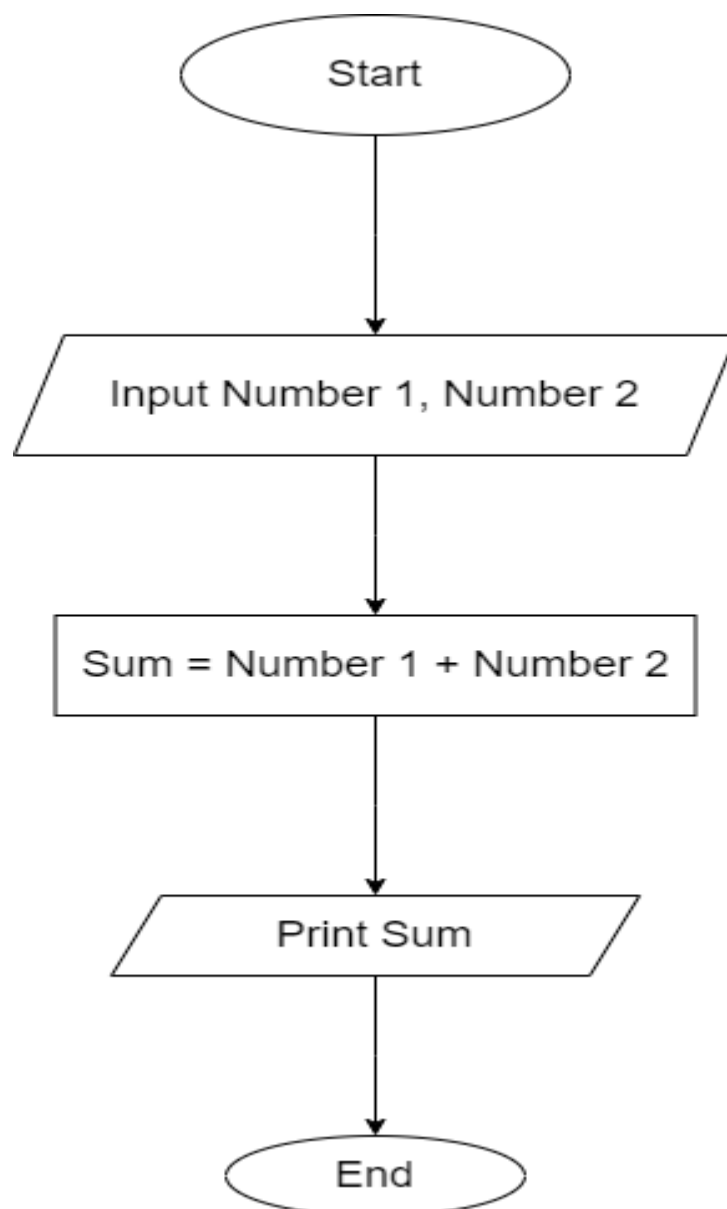 Start
Input Number 1, Number 2
Sum = Number 1 + Number 2
Print Sum
End